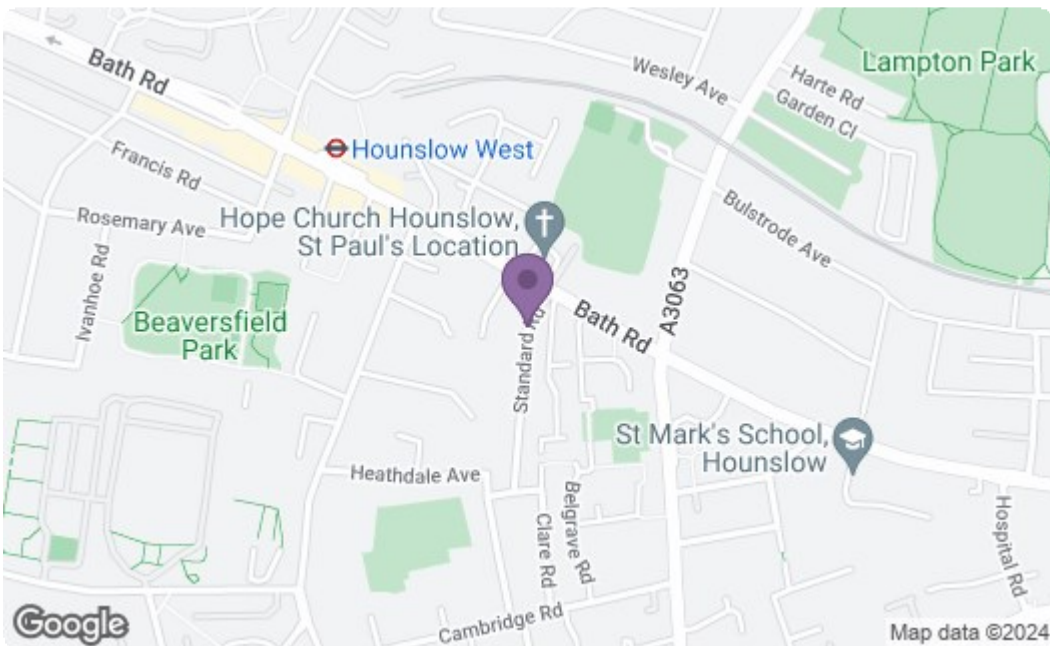 Bath Rd
Lampton Park
Wesley Ave
Harte Rd
Garden Cl
Hounslow West
Francis Rd
Rosemary Ave
Hope Church Hounslow,
St Paul's Location
Bulstrode Ave
Ivanhoe Rd
Beaversfield
Park
A3063
Bath Rd
Standard Rd
St Mark's School,
Hounslow
Heathdale Ave
Belgrave Rd
Clare Rd
Hospital Rd
Cambridge Rd
Google
Map data ©2024